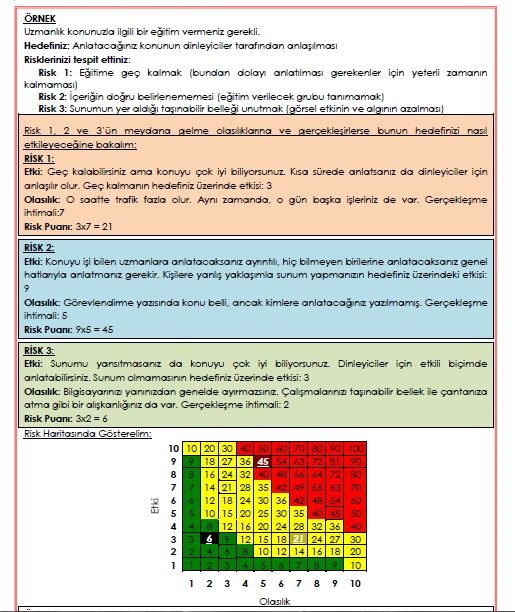 ÖRNEK
Uzmanlık konunuzla ilgili bir eğitim vermeniz gerekli.
Hedefiniz: Anlatacağınız konunun dinleyiciler tarafından anlaşılması
Risklerinizi tespit ettiniz:
Risk 1: Eğitime geç kalmak (bundan dolayı anlatılması gerekenler için yeterli zamanın
kalmaması)
Risk 2: İçeriğin doğru belirlenememesi (eğitim verilecek grubu tanımamak)
Risk 3: Sunumun yer aldığı taşınabilir belleği unutmak (görsel etkinin ve algının azalması)
Risk 1, 2 ve 3'ün meydana gelme olasılıklarına ve gerçekleşirlerse bunun hedefinizi nasıl
etkileyeceğine bakalım:
RİSK 1:
Etki: Geç kalabilirsiniz ama konuyu çok iyi biliyorsunuz. Kısa sürede anlatsanız da dinleyiciler için
anlaşılır olur. Geç kalmanın hedefiniz üzerinde etkisi: 3
Olasılık: O saatte trafik fazla olur. Aynı zamanda, o gün başka işleriniz de var. Gerçekleşme
ihtimali:7
Risk Puanı: 3x7 = 21
RİSK 2:
Etki: Konuyu işi bilen uzmanlara anlatacaksanız ayrıntılı, hiç bilmeyen birilerine anlatacaksanız genel
hatlarıyla anlatmanız gerekir. Kişilere yanlış yaklaşımla sunum yapmanızın hedefiniz üzerindeki etkisi:
9
Olasılık: Görevlendirme yazısında konu belli, ancak kimlere anlatacağınız yazılmamış. Gerçekleşme
ihtimali: 5
Risk Puanı: 9x5 = 45
RİSK 3:
Etki: Sunumu yansıtmasanız da konuyu çok iyi biliyorsunuz. Dinleyiciler için etkili biçimde
anlatabilirsiniz. Sunum olmamasının hedefiniz üzerinde etkisi: 3
Olasılık: Bilgisayarınızı yanınızdan genelde ayırmazsınız. Çalışmalarınızı taşınabilir bellek ile çantanıza
atma gibi bir alışkanlığınız da var. Gerçekleşme ihtimali: 2
Risk Puanı: 3x2 = 6
Risk Haritasında Gösterelim:
Etki
10 10 20 30 40 50 60 70 80 90 100
9 9 18 27 36 45 54 63 72 81 90
8 8 16 24 32 40 48 56 64 72 80
7 7 14 21 28 35 42 49 56 63 70
6 6 12 18 24 30 36 42 48 54 60
5 5 10 15 20 25 30 35 40 45 50
4 4 8 12 16 20 24 28 32 36 40
3 3 6 9 12 15 18 21 24 27 30
2 2 4 6 8 10 12 14 16 18 20
1 1 2 3 4 5 6 7 8 9 10
1 2 3 4 5 6 7 8 9 10
Olasılık